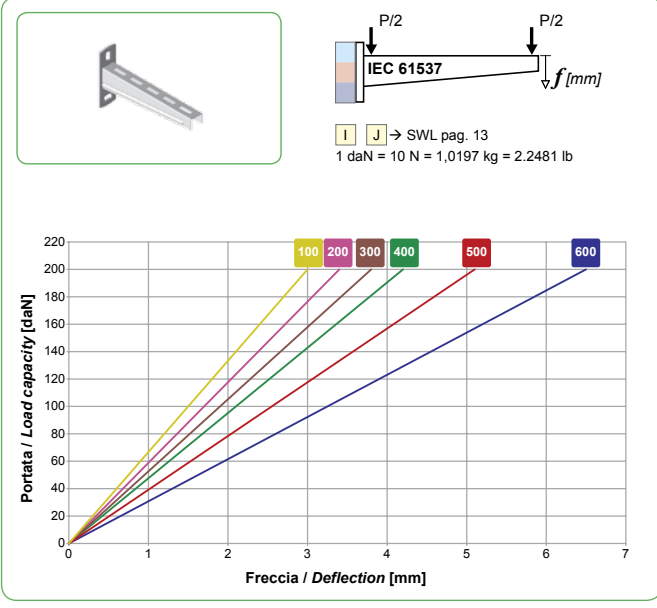 P/2 P/2
IEC 61537
f [mm]
I J → SWL pag. 13
1 daN = 10 N = 1,0197 kg = 2.2481 lb
Portata / Load capacity [daN]
220
200
180
160
140
120
100
80
60
40
20
0
100 200 300 400 500 600
0 1 2 3 4 5 6 7
Freccia / Deflection [mm]